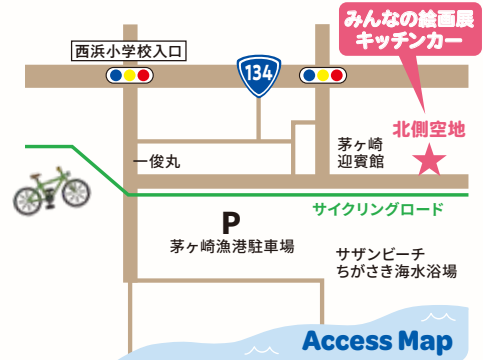 みんなの絵画展
キッチンカー
西浜小学校入口
134
北側空地
茅ヶ崎
迎賓館
一俊丸
サイクリングロード
P
茅ヶ崎漁港駐車場
サザンビーチ
ちがさき海水浴場
Access Map